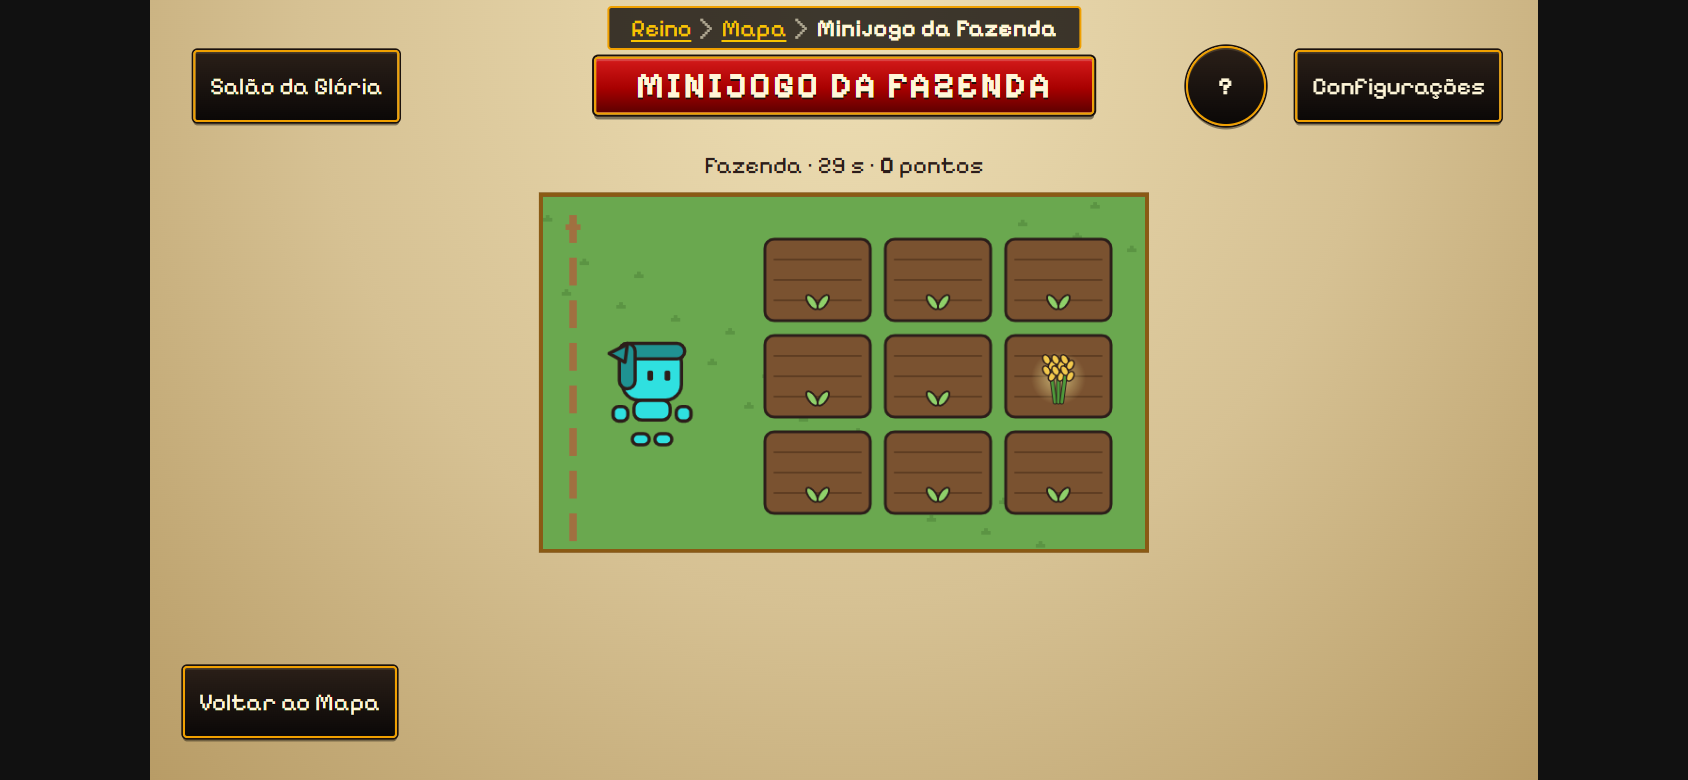 Reino > Mapa > Minijogo da Fazenda
Salão da Glória
MINIJOGO DA FAZENDA
?
Configurações
Fazenda · 29 s · 0 pontos
Voltar ao Mapa